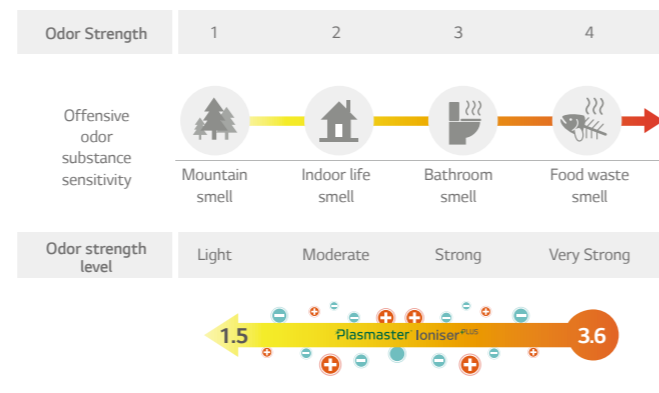 Odor Strength 1 2 3 4
Offensive
odor
substance
sensitivity
Mountain
smell
Indoor life
smell
Bathroom
smell
Food waste
smell
Odor strength
level
Light Moderate Strong Very Strong
1.5 Plasmaster Ioniser PLUS 3.6